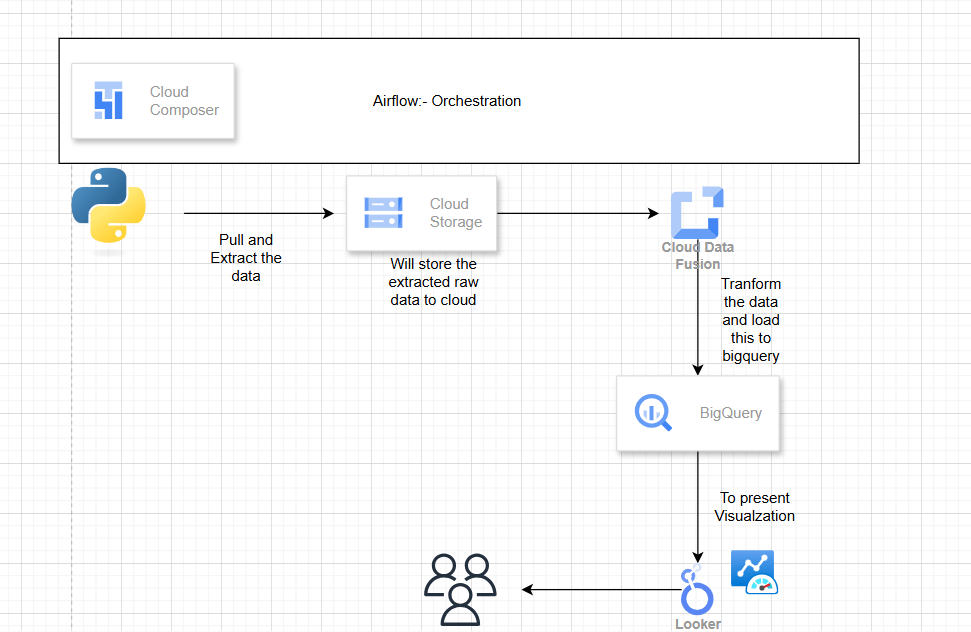 Cloud
Composer
Airflow:- Orchestration
Pull and
Extract the
data
Cloud
Storage
Will store the
extracted raw
data to cloud
Cloud Data
Fusion
Tranform
the data
and load
this to
bigquery
BigQuery
To present
Visualzation
Looker